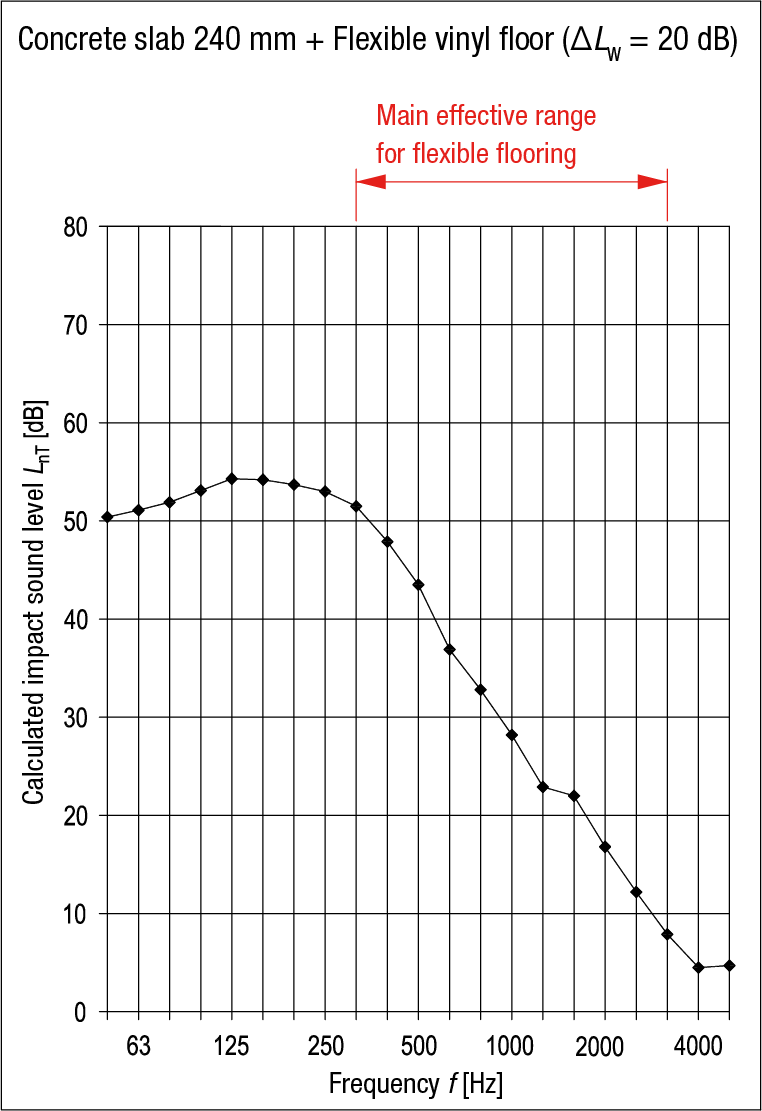 Concrete slab 240 mm + Flexible vinyl floor (ΔLw = 20 dB)
Main effective range
for flexible flooring
80
70
60
50
40
30
20
10
0
Calculated impact sound level LnT [dB]
63 125 250 500 1000 2000 4000
Frequency f [Hz]